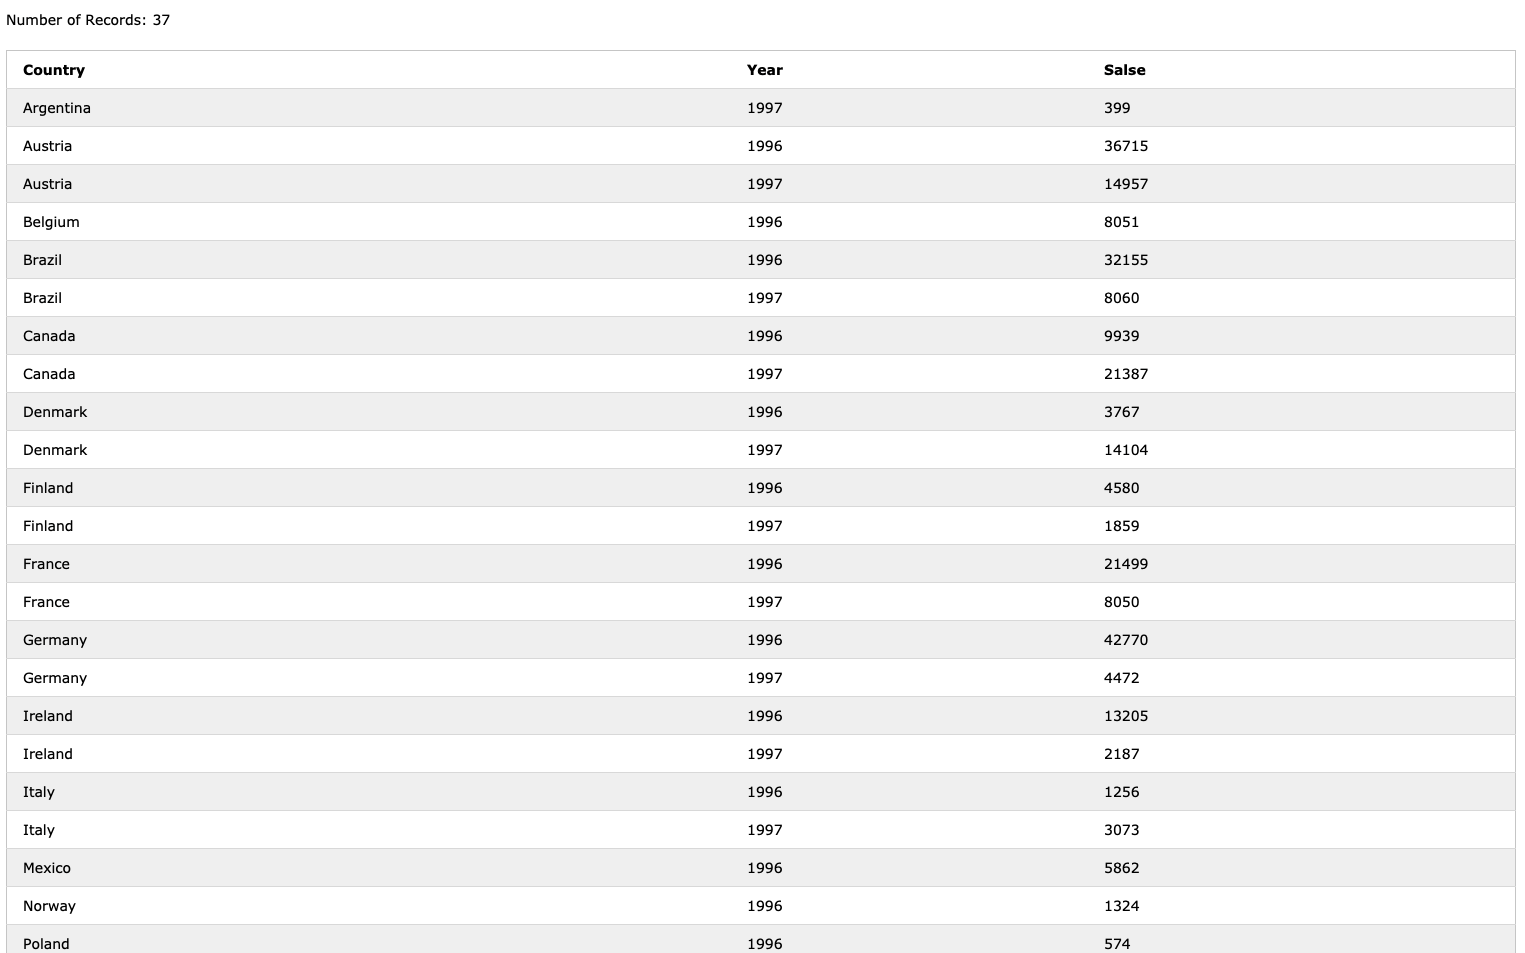 Number of Records: 37
Country Year Salse
Argentina 1997 399
Austria 1996 36715
Austria 1997 14957
Belgium 1996 8051
Brazil 1996 32155
Brazil 1997 8060
Canada 1996 9939
Canada 1997 21387
Denmark 1996 3767
Denmark 1997 14104
Finland 1996 4580
Finland 1997 1859
France 1996 21499
France 1997 8050
Germany 1996 42770
Germany 1997 4472
Ireland 1996 13205
Ireland 1997 2187
Italy 1996 1256
Italy 1997 3073
Mexico 1996 5862
Norway 1996 1324
Poland 1996 574